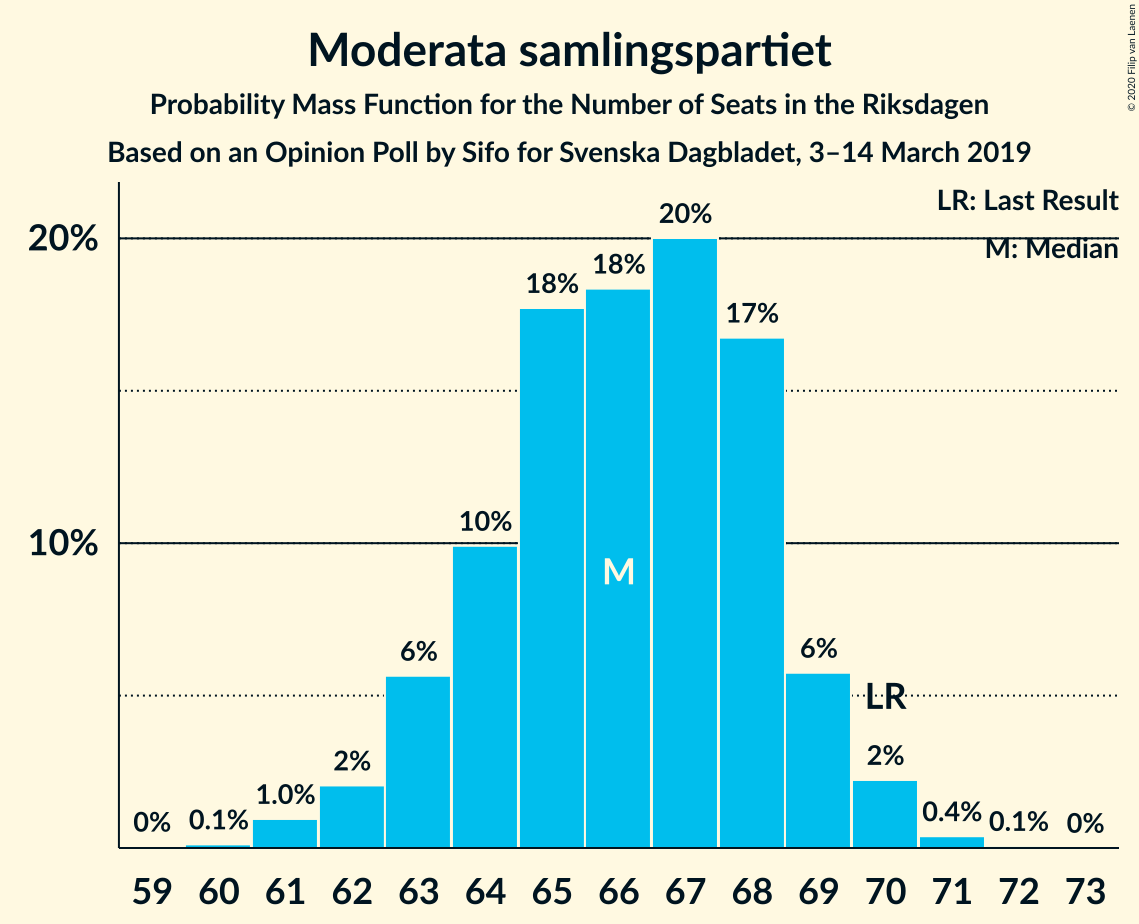 Moderata samlingspartiet
Probability Mass Function for the Number of Seats in the Riksdagen
Based on an Opinion Poll by Sifo for Svenska Dagbladet, 3–14 March 2019
© 2020 Filip van Laenen
LR: Last Result
M: Median
20%
10%
0%
0.1%
1.0%
2%
6%
10%
18%
18%
20%
17%
6%
2%
0.4%
0.1%
0%
M
LR
59 60 61 62 63 64 65 66 67 68 69 70 71 72 73